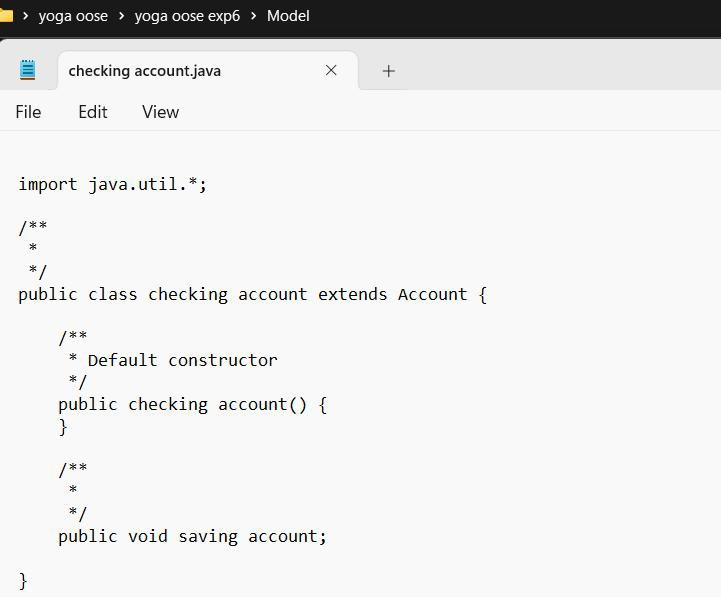 yoga oose > yoga oose exp6 > Model
checking account.java
File Edit View
import java.util.*;
/**
*
*/
public class checking account extends Account {
/**
* Default constructor
*/
public checking account() {
}
/**
*
*/
public void saving account;
}